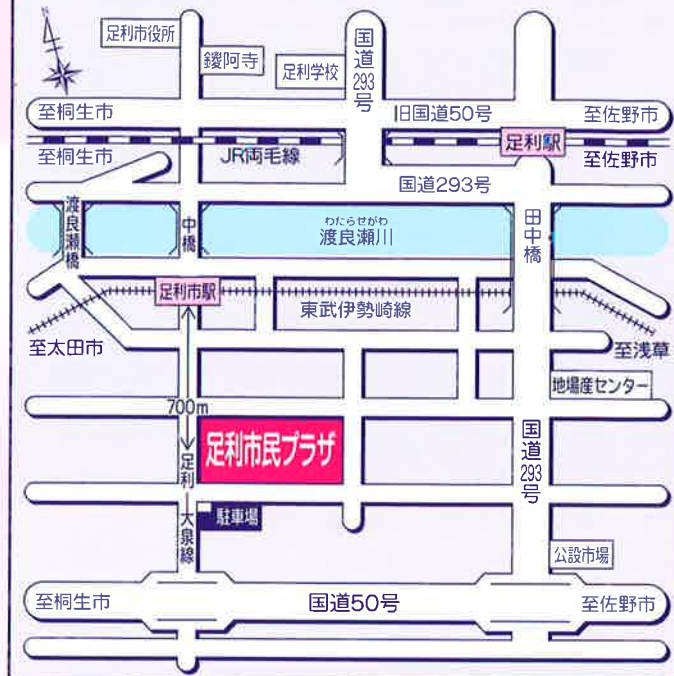 N
足利市役所
鑁阿寺
足利学校
国道293号
至桐生市
旧国道50号
至佐野市
至桐生市
JR両毛線
足利駅
至佐野市
国道293号
渡良瀬橋
中橋
わたらせがわ
渡良瀬川
田中橋
足利市駅
東武伊勢崎線
至太田市
至浅草
地場産センター
700m
足利市民プラザ
国道293号
足利―大泉線
駐車場
公設市場
至桐生市
国道50号
至佐野市